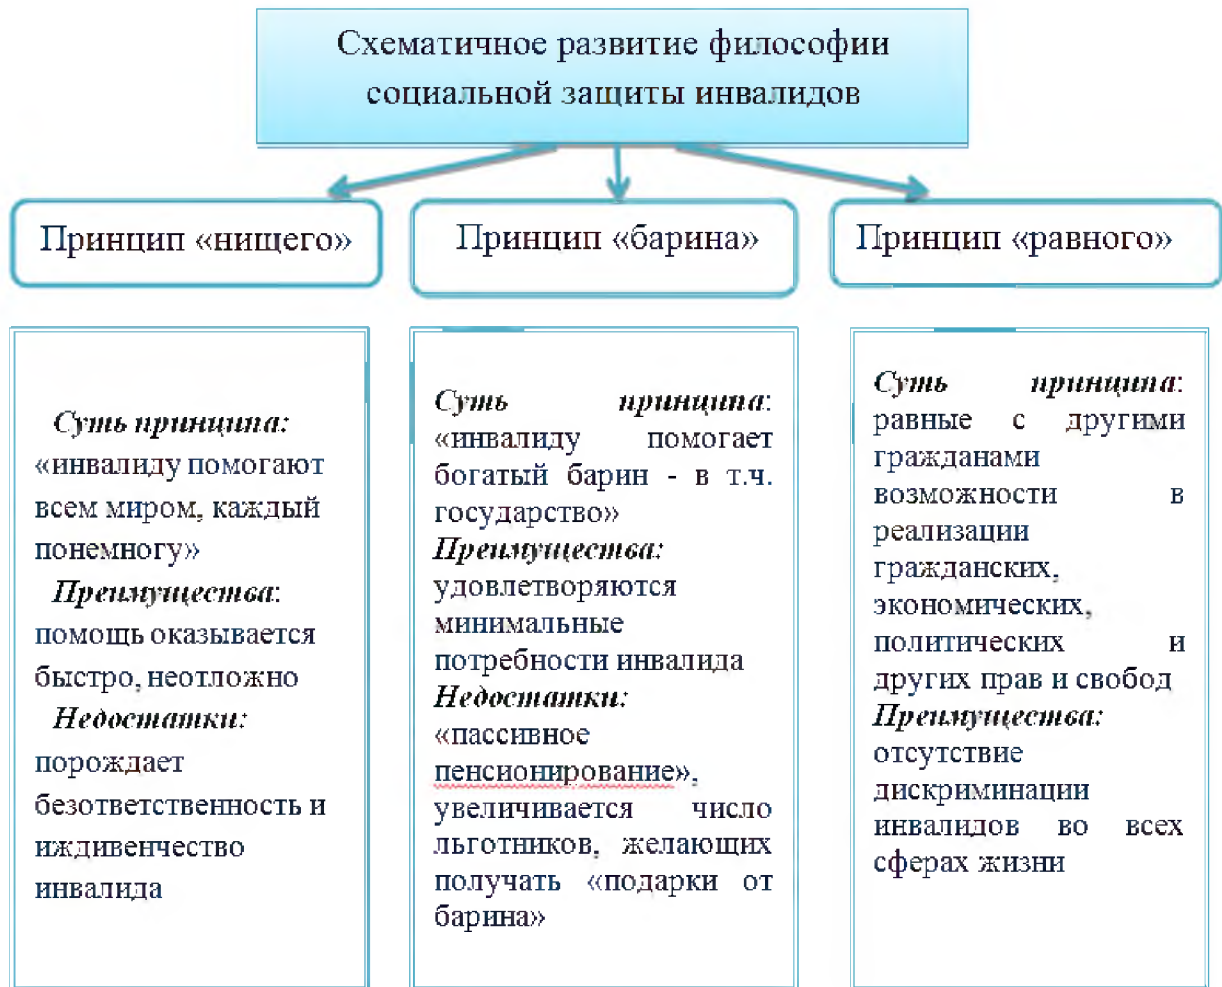 Схематичное развитие философии
социальной защиты инвалидов
Принцип «нищего»
Принцип «барина»
Принцип «равного»
Суть принципа:
«инвалиду помогают
всем миром, каждый
понемногу»
Преимущества:
помощь оказывается
быстро, неотложно
Недостатки:
порождает
безответственность и
иждивенчество
инвалида
Суть принципа:
«инвалиду помогает
богатый барин - в т.ч.
государство»
Преимущества:
удовлетворяются
минимальные
потребности инвалида
Недостатки:
«пассивное
пенсионирование»,
увеличивается число
льготников, желающих
получать «подарки от
барина»
Суть принципа:
равные с другими
гражданами
возможности в
реализации
гражданских,
экономических,
политических и
других прав и свобод
Преимущества:
отсутствие
дискриминации
инвалидов во всех
сферах жизни